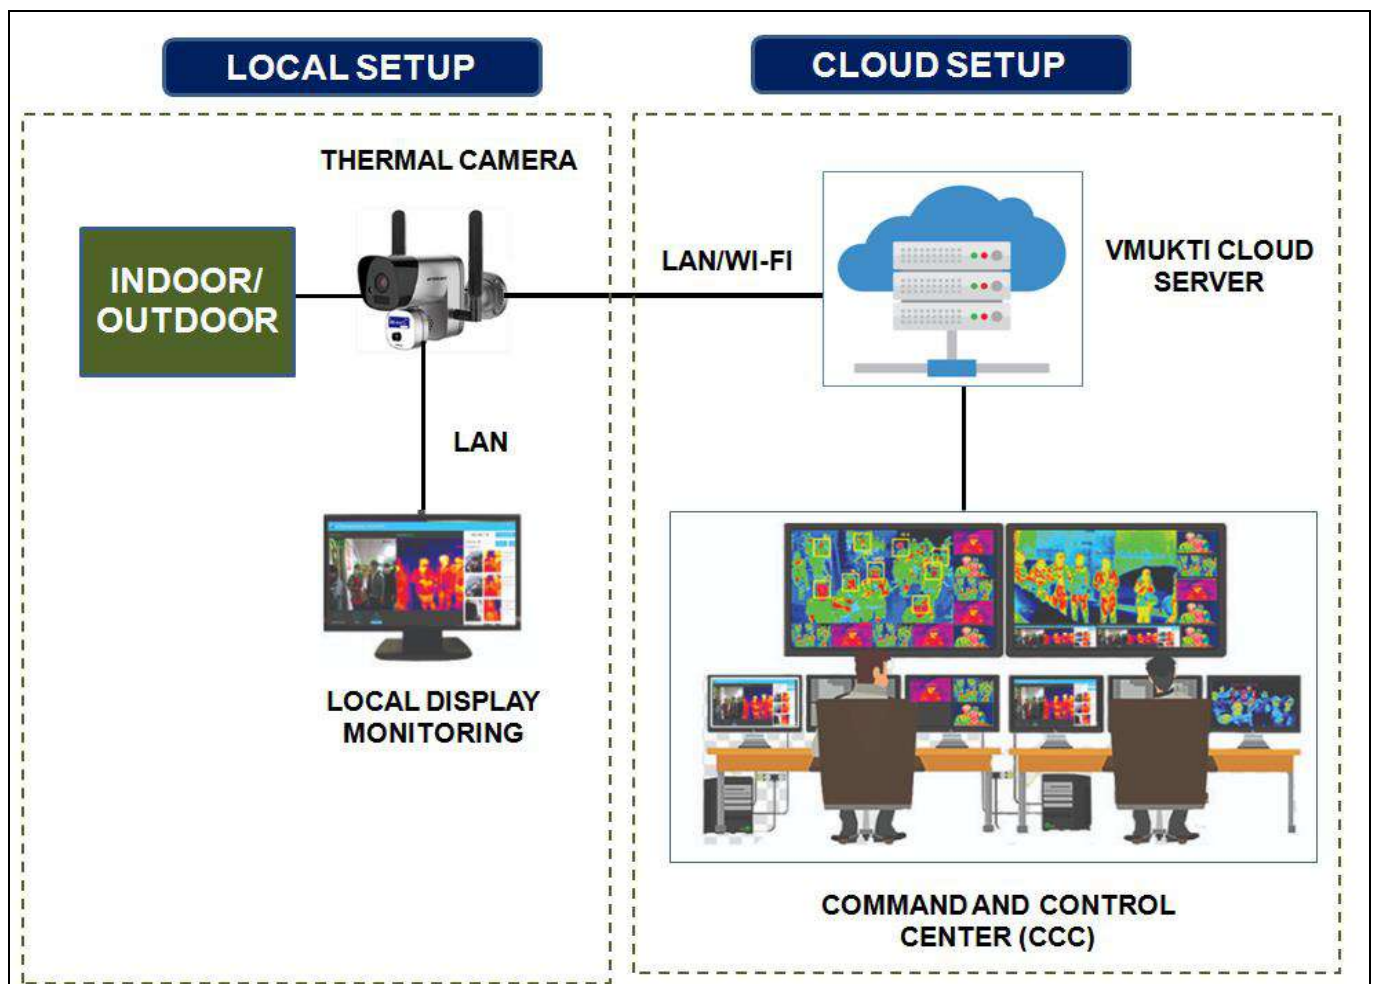 LOCAL SETUP
CLOUD SETUP
THERMAL CAMERA
INDOOR/
OUTDOOR
LAN/WI-FI
VMUKTI CLOUD
SERVER
LAN
LOCAL DISPLAY
MONITORING
COMMAND AND CONTROL
CENTER (CCC)